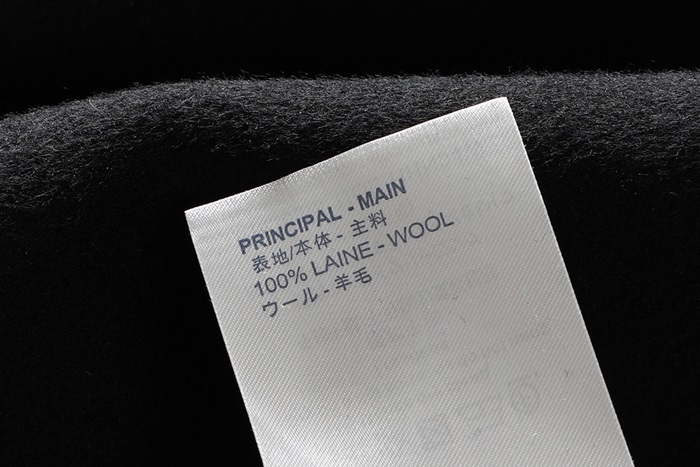 PRINCIPAL - MAIN
表地/本体 - 主料
100% LAINE - WOOL
ウール - 羊毛